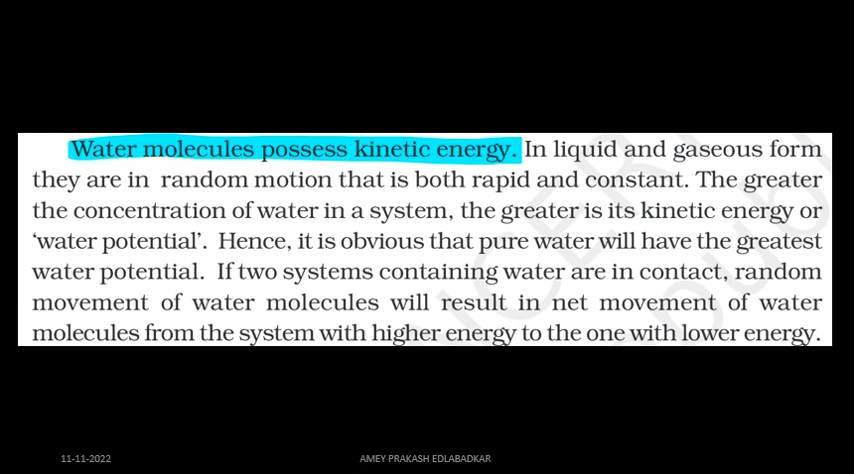 Water molecules possess kinetic energy. In liquid and gaseous form
they are in random motion that is both rapid and constant. The greater
the concentration of water in a system, the greater is its kinetic energy or
‘water potential’. Hence, it is obvious that pure water will have the greatest
water potential. If two systems containing water are in contact, random
movement of water molecules will result in net movement of water
molecules from the system with higher energy to the one with lower energy.
11-11-2022
AMEY PRAKASH EDLABADKAR